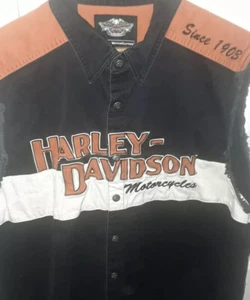 Since 1903
HARLEY-
DAVIDSON
Motorcycles